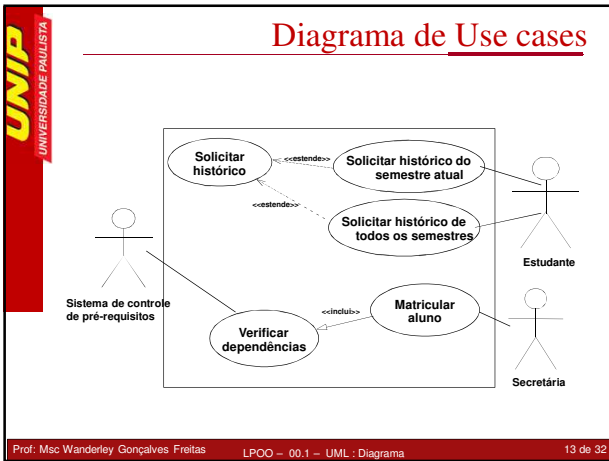 Diagrama de Use cases
UNIP
UNIVERSIDADE PAULISTA
Solicitar
histórico
<<estende>>
Solicitar histórico do
semestre atual
<<estende>>
Solicitar histórico de
todos os semestres
Estudante
Sistema de controle
de pré-requisitos
Verificar
dependências
<<inclui>>
Matricular
aluno
Secretária
Prof: Msc Wanderley Gonçalves Freitas
LPOO – 00.1 – UML : Diagrama
13 de 32